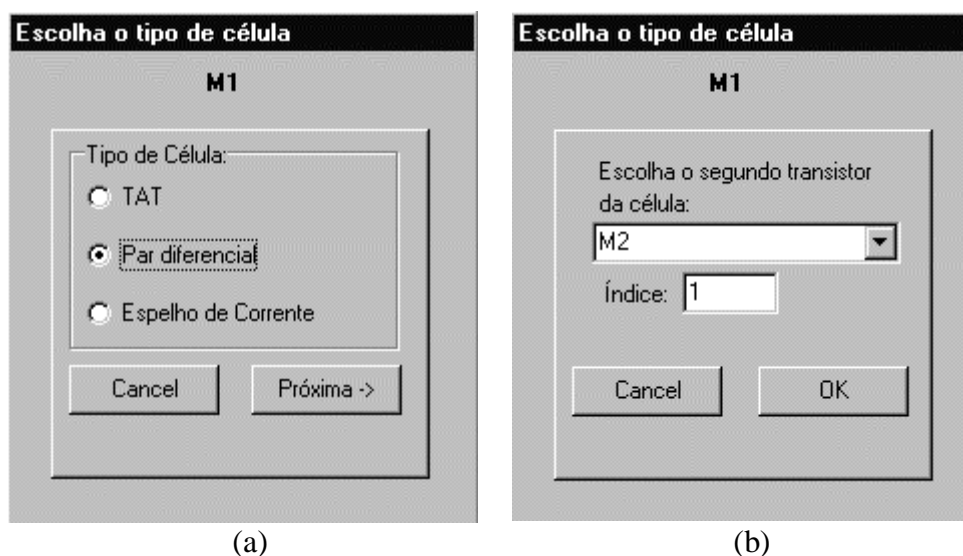 Escolha o tipo de célula
M1
Tipo de Célula:
TAT
Par diferencial
Espelho de Corrente
Cancel
Próxima ->
(a)
Escolha o tipo de célula
M1
Escolha o segundo transistor
da célula:
M2
Índice: 1
Cancel
OK
(b)